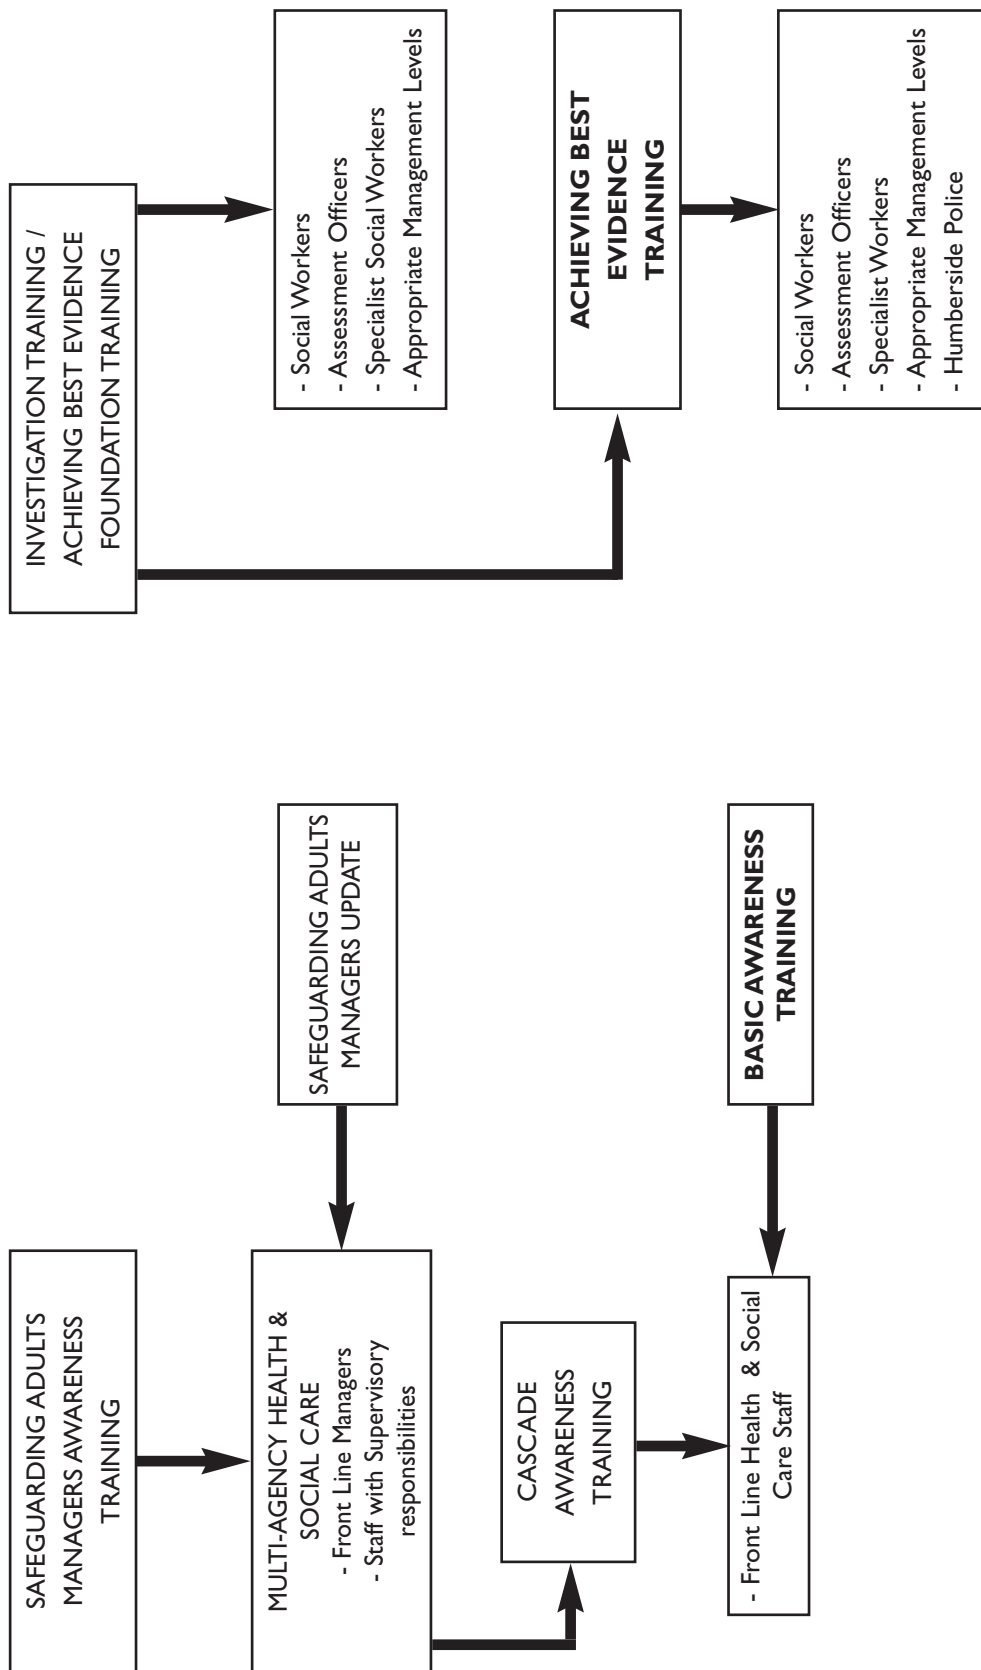 SAFEGUARDING ADULTS
MANAGERS AWARENESS
TRAINING
MULTI-AGENCY HEALTH &
SOCIAL CARE
- Front Line Managers
- Staff with Supervisory
responsibilities
SAFEGUARDING ADULTS
MANAGERS UPDATE
CASCADE
AWARENESS
TRAINING
- Front Line Health & Social
Care Staff
BASIC AWARENESS
TRAINING
INVESTIGATION TRAINING /
ACHIEVING BEST EVIDENCE
FOUNDATION TRAINING
- Social Workers
- Assessment Officers
- Specialist Social Workers
- Appropriate Management Levels
ACHIEVING BEST
EVIDENCE
TRAINING
- Social Workers
- Assessment Officers
- Specialist Workers
- Appropriate Management Levels
- Humberside Police